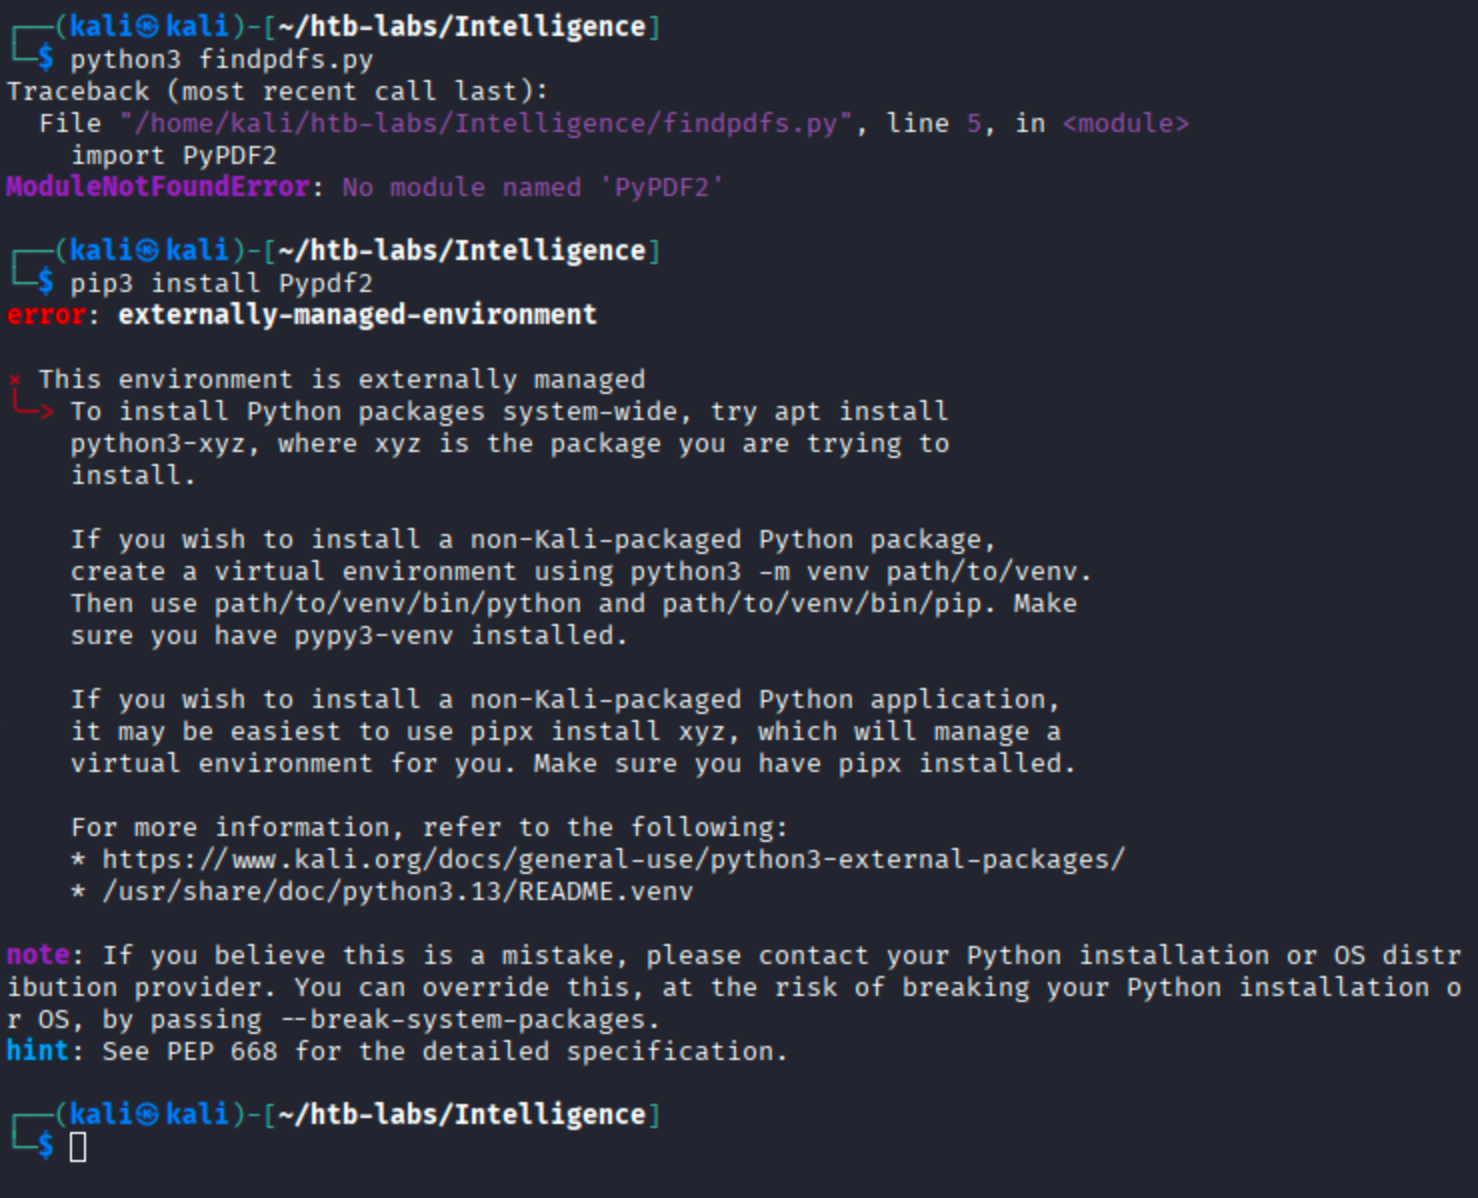 ┌──(kali㉿kali)-[~/htb-labs/Intelligence]
└─$ python3 findpdfs.py
Traceback (most recent call last):
  File "/home/kali/htb-labs/Intelligence/findpdfs.py", line 5, in <module>
    import PyPDF2
ModuleNotFoundError: No module named 'PyPDF2'

┌──(kali㉿kali)-[~/htb-labs/Intelligence]
└─$ pip3 install Pypdf2
error: externally-managed-environment

× This environment is externally managed
╰─> To install Python packages system-wide, try apt install
    python3-xyz, where xyz is the package you are trying to
    install.

    If you wish to install a non-Kali-packaged Python package,
    create a virtual environment using python3 -m venv path/to/venv.
    Then use path/to/venv/bin/python and path/to/venv/bin/pip. Make
    sure you have pypy3-venv installed.

    If you wish to install a non-Kali-packaged Python application,
    it may be easiest to use pipx install xyz, which will manage a
    virtual environment for you. Make sure you have pipx installed.

    For more information, refer to the following:
    * https://www.kali.org/docs/general-use/python3-external-packages/
    * /usr/share/doc/python3.13/README.venv

note: If you believe this is a mistake, please contact your Python installation or OS distr
ibution provider. You can override this, at the risk of breaking your Python installation o
r OS, by passing --break-system-packages.
hint: See PEP 668 for the detailed specification.

┌──(kali㉿kali)-[~/htb-labs/Intelligence]
└─$